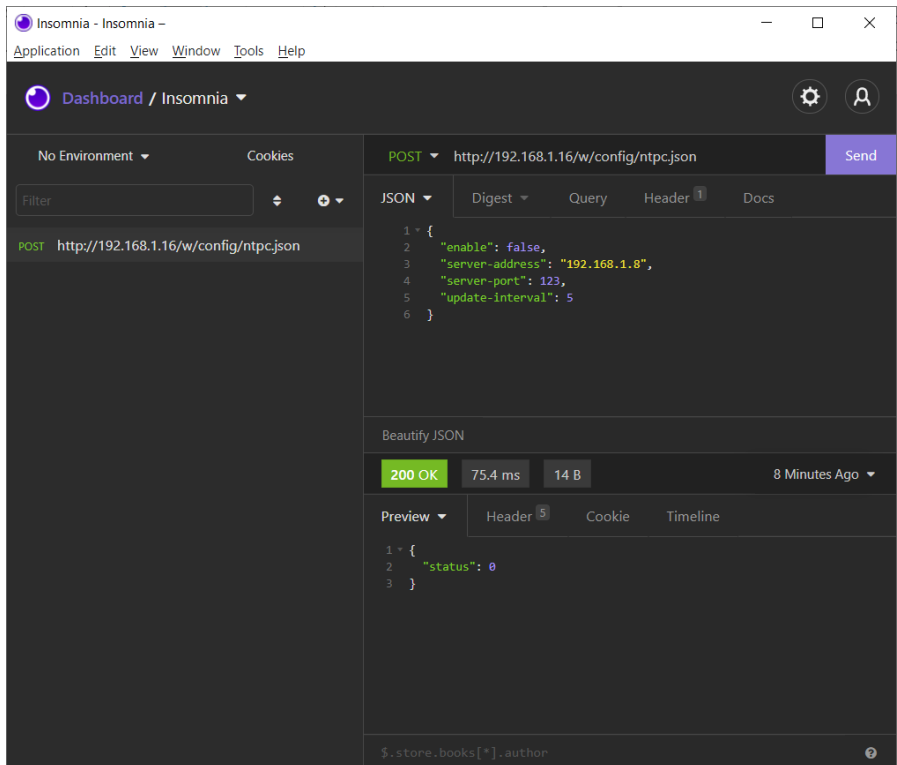 Insomnia - Insomnia –
Application Edit View Window Tools Help
Dashboard / Insomnia
No Environment Cookies
Filter
POST http://192.168.1.16/w/config/ntpc.json
POST http://192.168.1.16/w/config/ntpc.json Send
JSON Digest Query Header 1 Docs
1 {
2 "enable": false,
3 "server-address": "192.168.1.8",
4 "server-port": 123,
5 "update-interval": 5
6 }
Beautify JSON
200 OK 75.4 ms 14 B 8 Minutes Ago
Preview Header 5 Cookie Timeline
1 {
2 "status": 0
3 }
$.store.books[*].author